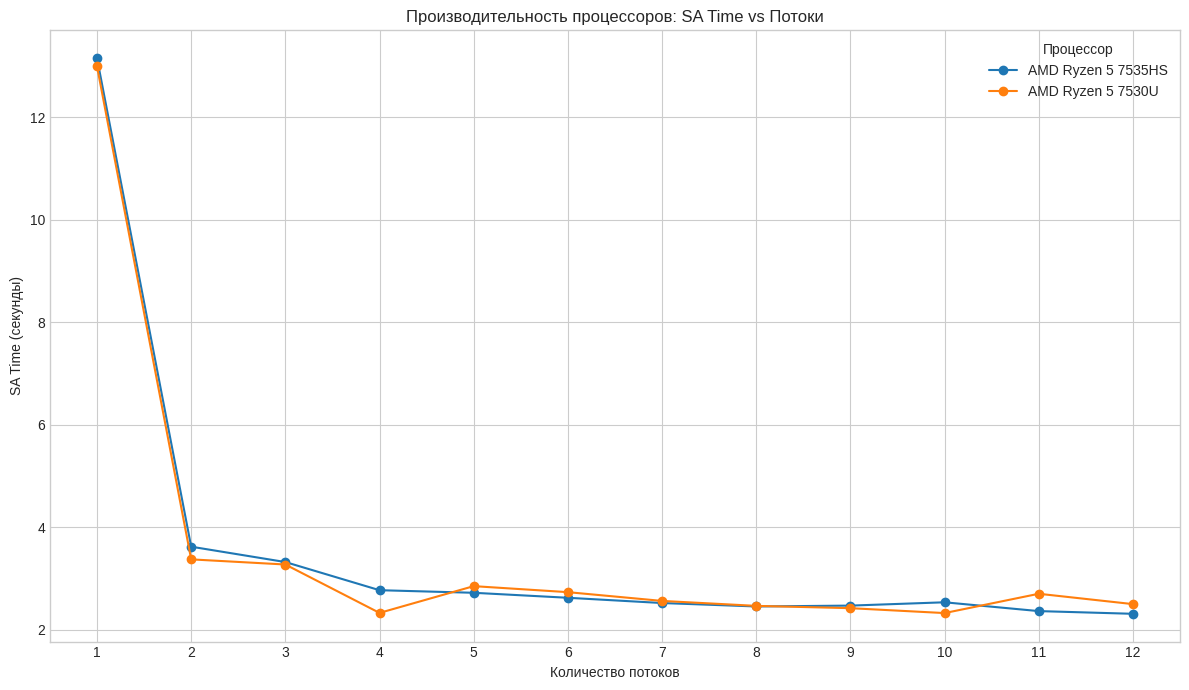 Производительность процессоров: SA Time vs Потоки
Процессор
AMD Ryzen 5 7535HS
AMD Ryzen 5 7530U
SA Time (секунды)
12
10
8
6
4
2
1 2 3 4 5 6 7 8 9 10 11 12
Количество потоков